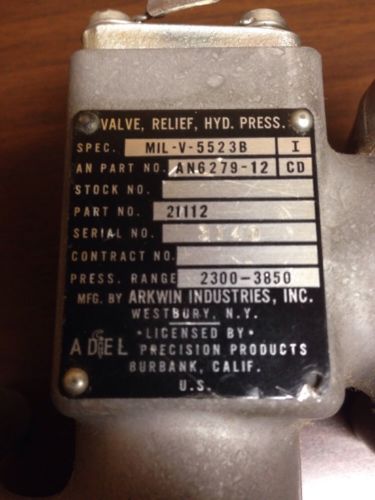 VALVE, RELIEF, HYD. PRESS.
SPEC. MIL-V-5523B I
AN PART NO. AN6279-12 CD
STOCK NO.
PART NO. 21112
SERIAL NO.
CONTRACT NO.
PRESS. RANGE 2300-3850
MFG. BY ARKWIN INDUSTRIES, INC.
WESTBURY, N.Y.
•LICENSED BY•
ADEL PRECISION PRODUCTS
BURBANK, CALIF.
U.S.